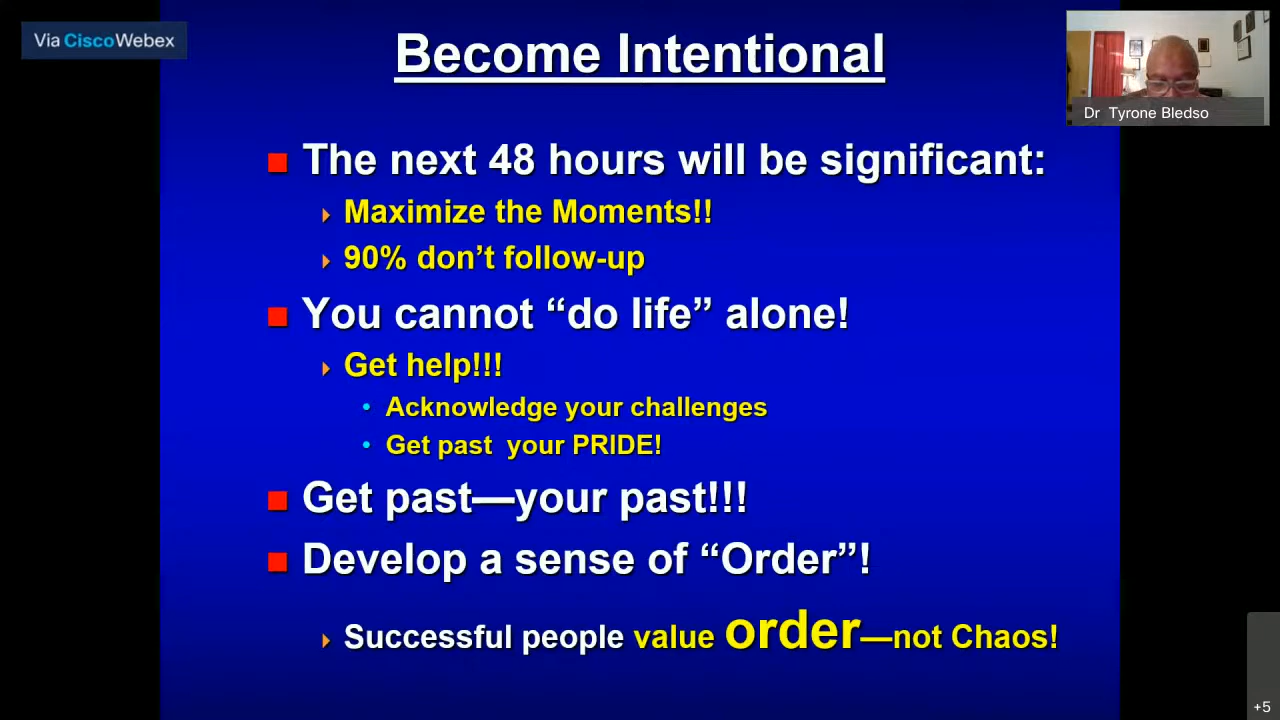 Via CiscoWebex
Become Intentional
Dr Tyrone Bledso
The next 48 hours will be significant:
Maximize the Moments!!
90% don’t follow-up
You cannot “do life” alone!
Get help!!!
Acknowledge your challenges
Get past your PRIDE!
Get past—your past!!!
Develop a sense of “Order”!
Successful people value order—not Chaos!
+5